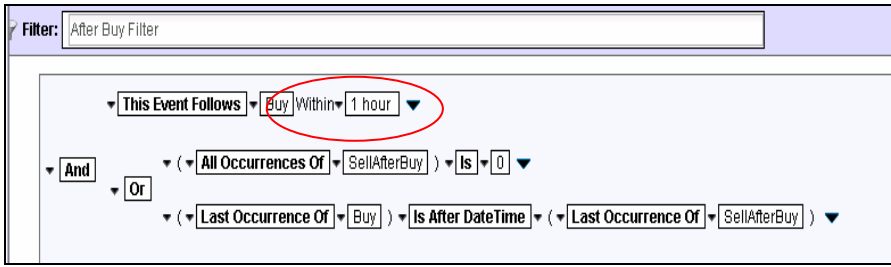 Filter: After Buy Filter
This Event Follows Buy Within 1 hour
And
Or
( All Occurrences Of SellAfterBuy ) Is 0
( Last Occurrence Of Buy ) Is After DateTime ( Last Occurrence Of SellAfterBuy )